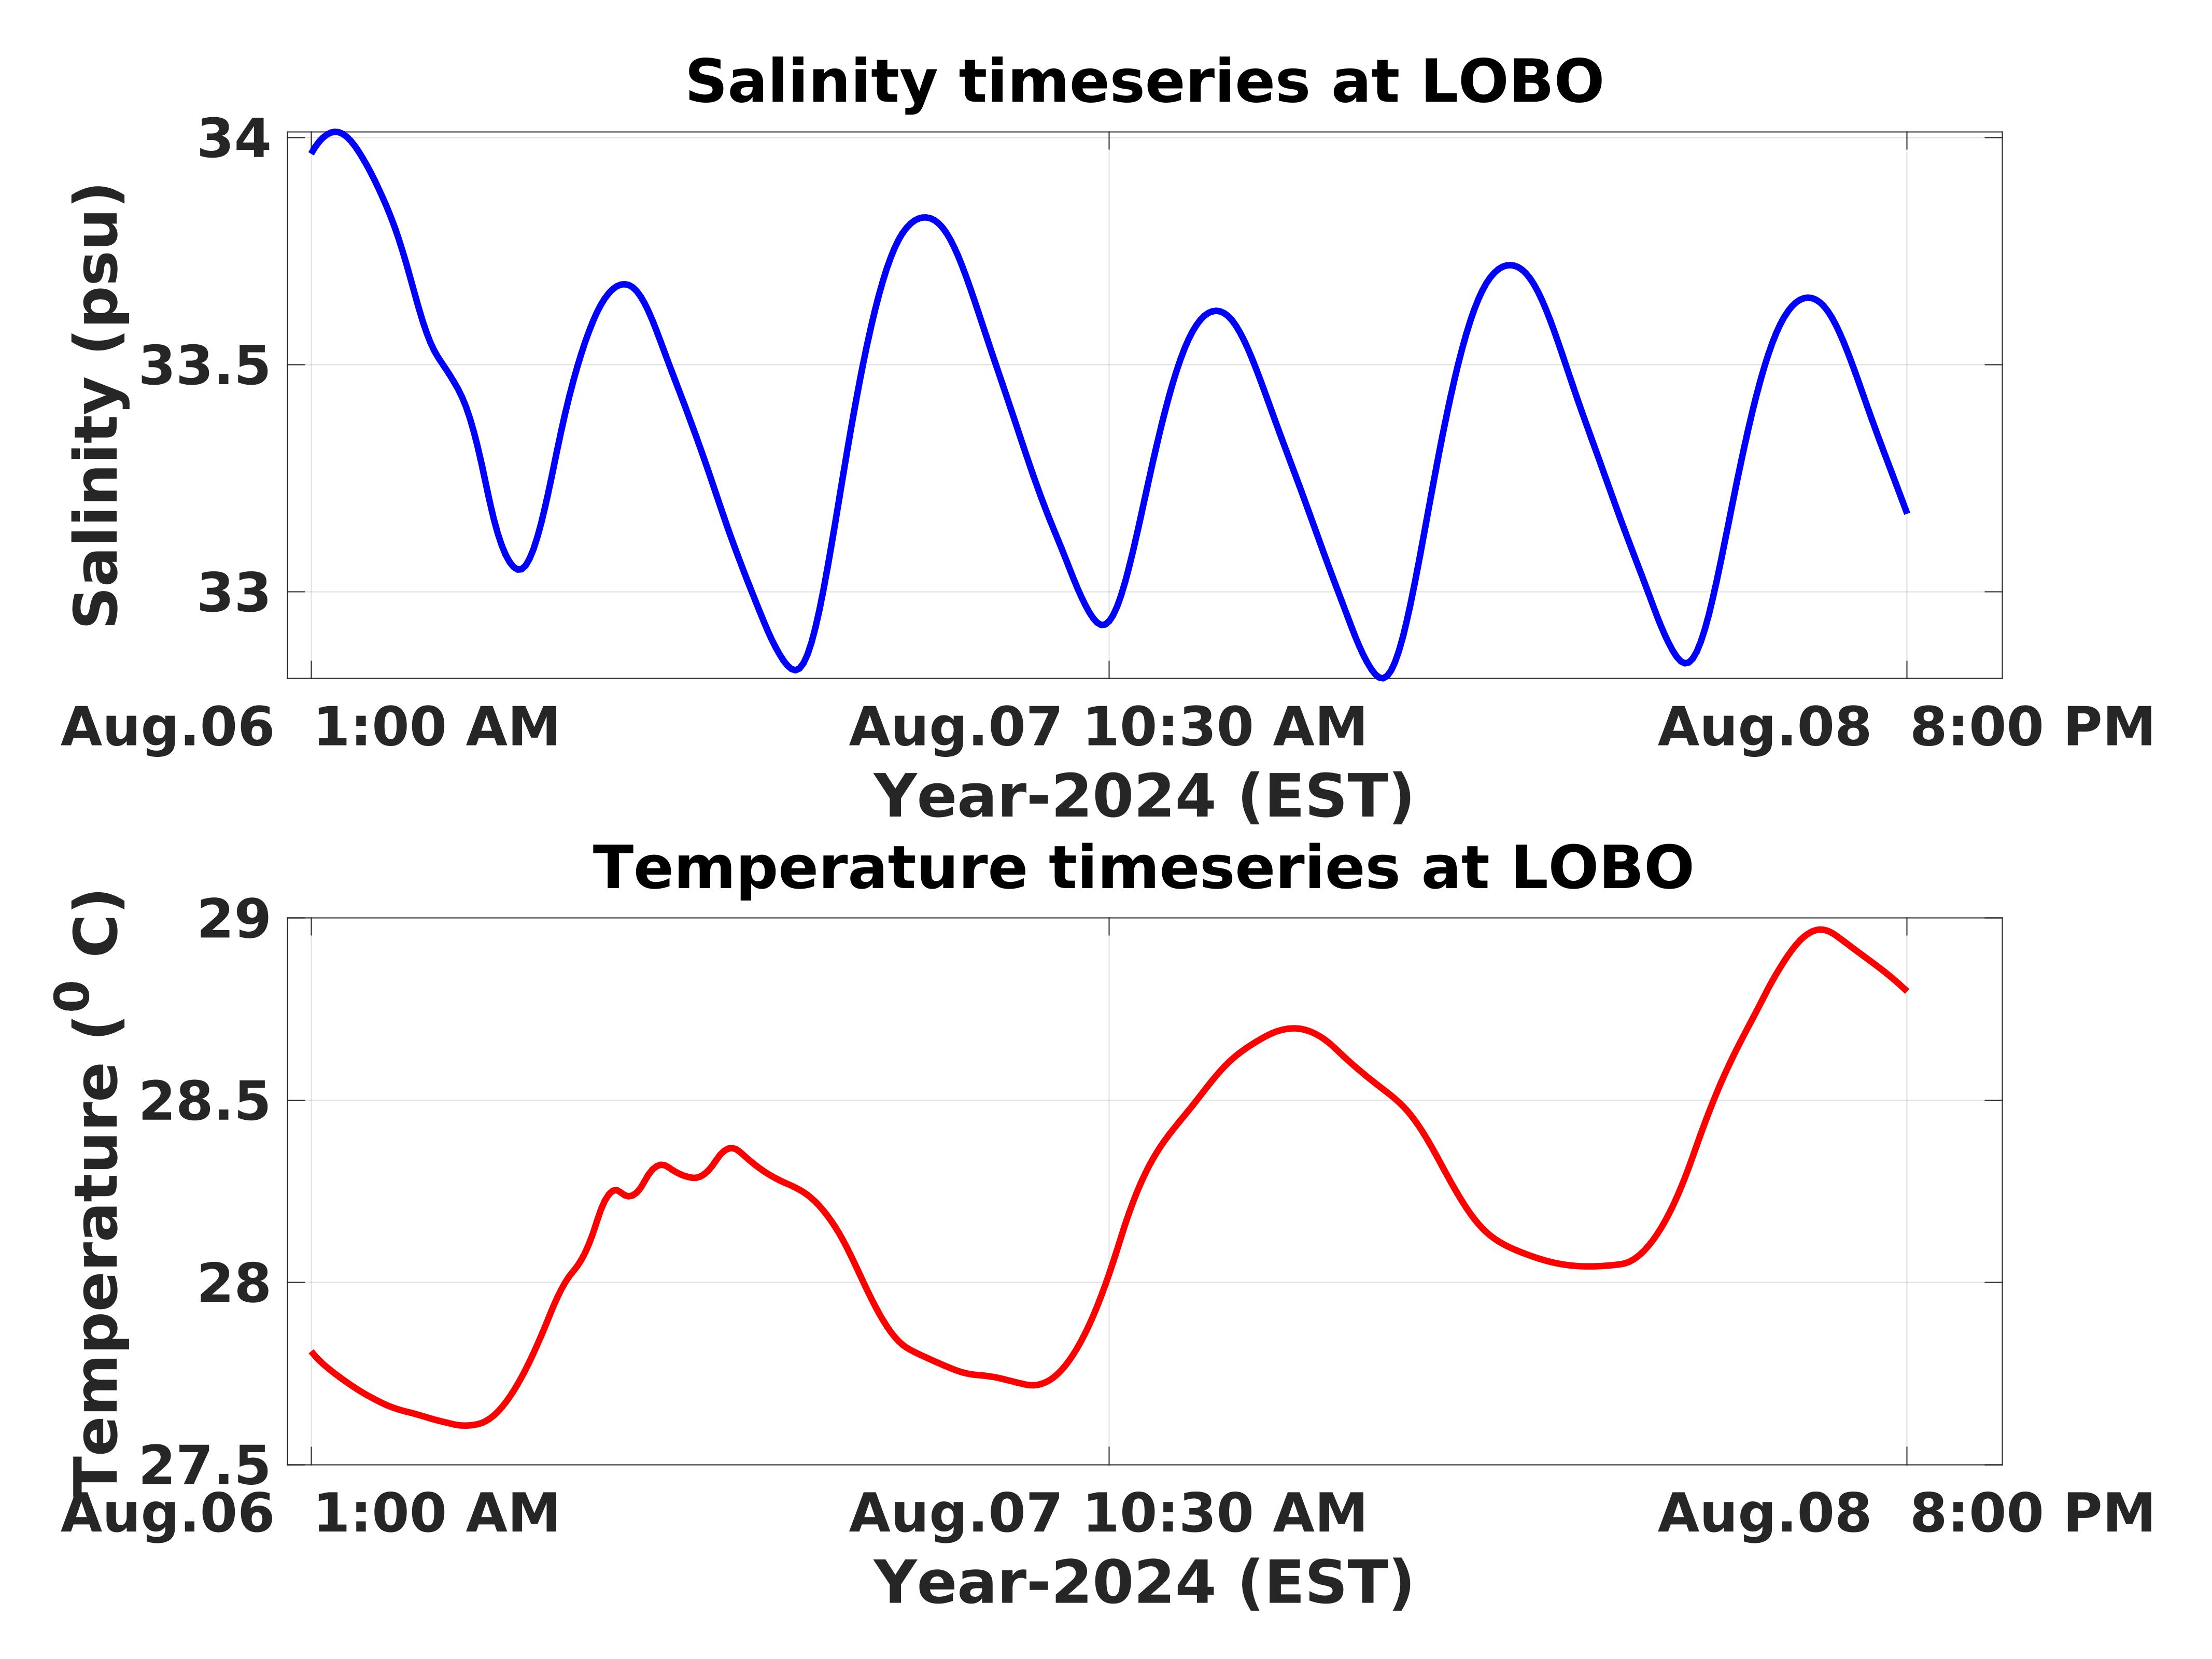 Salinity timeseries at LOBO
Salinity (psu)
34
33.5
33
Aug.06  1:00 AM
Aug.07 10:30 AM
Aug.08  8:00 PM
Year-2024 (EST)
Temperature timeseries at LOBO
Temperature (⁰ C)
29
28.5
28
27.5
Aug.06  1:00 AM
Aug.07 10:30 AM
Aug.08  8:00 PM
Year-2024 (EST)